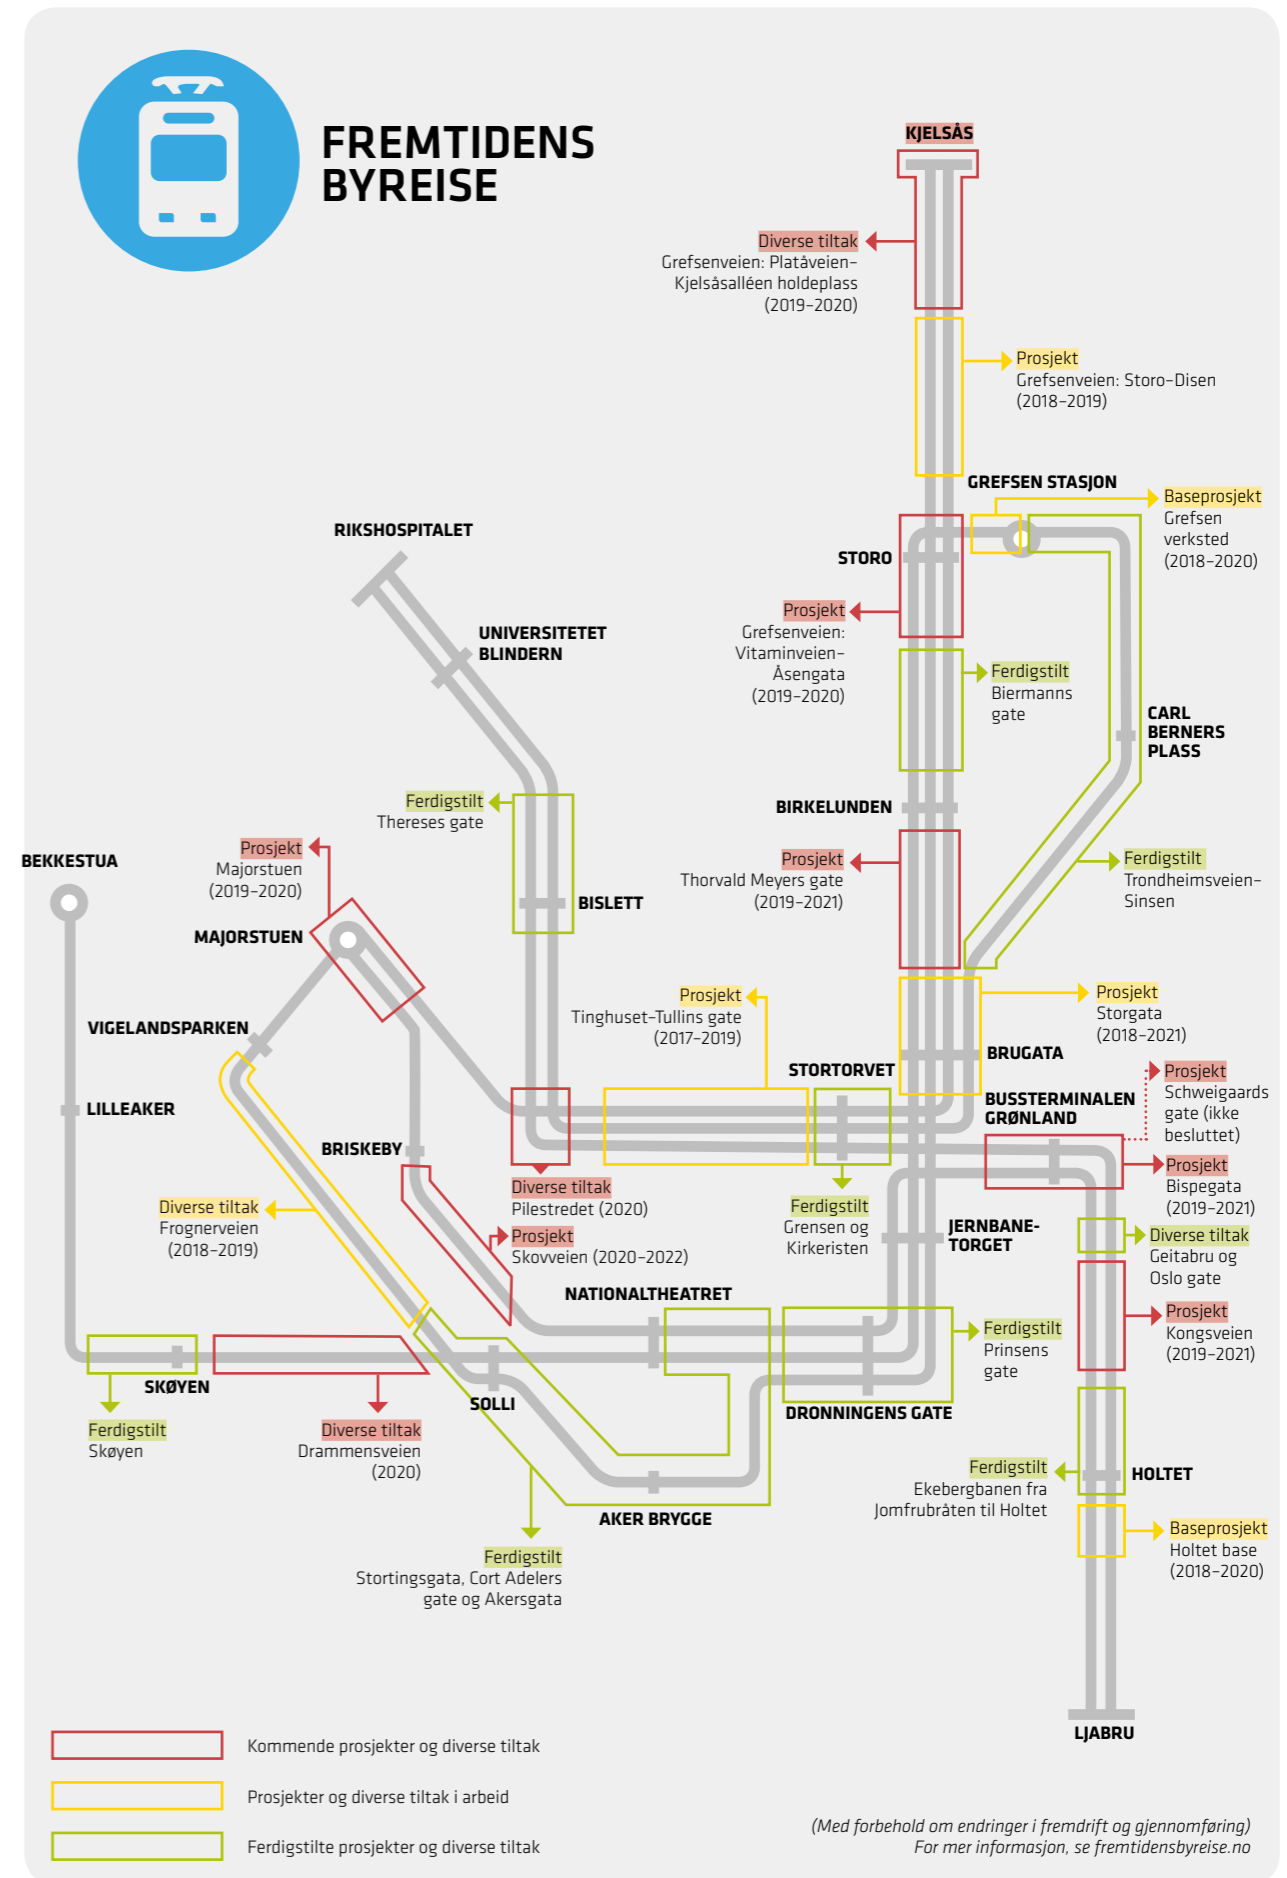 FREMTIDENS
BYREISE
KJELSÅS
Diverse tiltak
Grefsenveien: Platåveien–
Kjelsåsalléen holdeplass
(2019–2020)
Prosjekt
Grefsenveien: Storo–Disen
(2018–2019)
GREFSEN STASJON
Baseprosjekt
Grefsen
verksted
(2018–2020)
RIKSHOSPITALET
STORO
Prosjekt
Grefsenveien:
Vitaminveien–
Åsengata
(2019–2020)
UNIVERSITETET
BLINDERN
Ferdigstilt
Biermanns
gate
CARL
BERNERS
PLASS
Ferdigstilt
Thereses gate
BIRKELUNDEN
Prosjekt
Majorstuen
(2019–2020)
BEKKESTUA
Prosjekt
Thorvald Meyers gate
(2019–2021)
Ferdigstilt
Trondheimsveien–
Sinsen
BISLETT
MAJORSTUEN
Prosjekt
Tinghuset–Tullins gate
(2017–2019)
Prosjekt
Storgata
(2018–2021)
VIGELANDSPARKEN
BRUGATA
STORTORVET
BUSSTERMINALEN
GRØNLAND
Prosjekt
Schweigaards
gate (ikke
besluttet)
LILLEAKER
BRISKEBY
Prosjekt
Bispegata
(2019–2021)
Diverse tiltak
Pilestredet (2020)
Diverse tiltak
Frognerveien
(2018–2019)
Ferdigstilt
Grensen og
Kirkeristen
JERNBANE-
TORGET
Diverse tiltak
Geitabru og
Oslo gate
Prosjekt
Skovveien (2020–2022)
NATIONALTHEATRET
Ferdigstilt
Prinsens
gate
Prosjekt
Kongsveien
(2019–2021)
SKØYEN
SOLLI
DRONNINGENS GATE
Ferdigstilt
Skøyen
Diverse tiltak
Drammensveien
(2020)
Ferdigstilt
Ekebergbanen fra
Jomfrubråten til Holtet
HOLTET
AKER BRYGGE
Baseprosjekt
Holtet base
(2018–2020)
Ferdigstilt
Stortingsgata, Cort Adelers
gate og Akersgata
LJABRU
Kommende prosjekter og diverse tiltak
Prosjekter og diverse tiltak i arbeid
Ferdigstilte prosjekter og diverse tiltak
(Med forbehold om endringer i fremdrift og gjennomføring)
For mer informasjon, se fremtidensbyreise.no